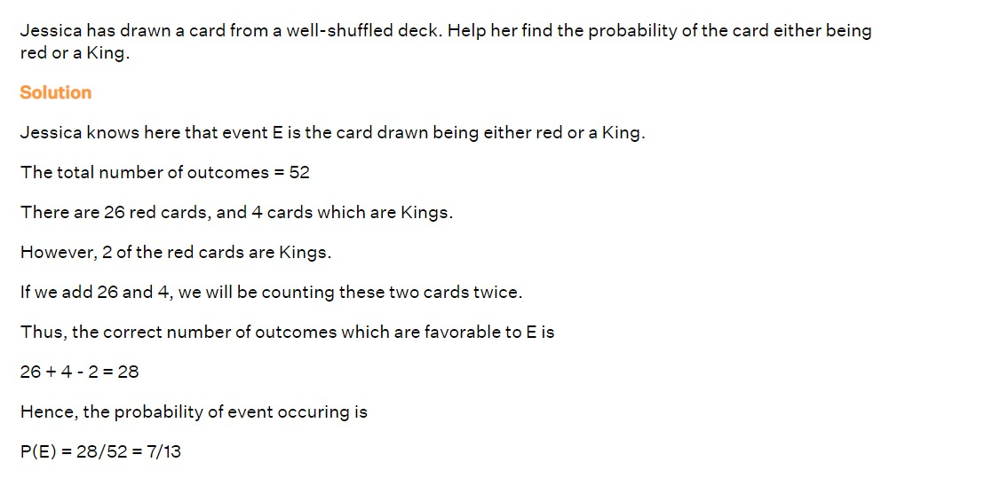 Jessica has drawn a card from a well-shuffled deck. Help her find the probability of the card either being
red or a King.
Solution
Jessica knows here that event E is the card drawn being either red or a King.
The total number of outcomes = 52
There are 26 red cards, and 4 cards which are Kings.
However, 2 of the red cards are Kings.
If we add 26 and 4, we will be counting these two cards twice.
Thus, the correct number of outcomes which are favorable to E is
26 + 4 - 2 = 28
Hence, the probability of event occuring is
P(E) = 28/52 = 7/13